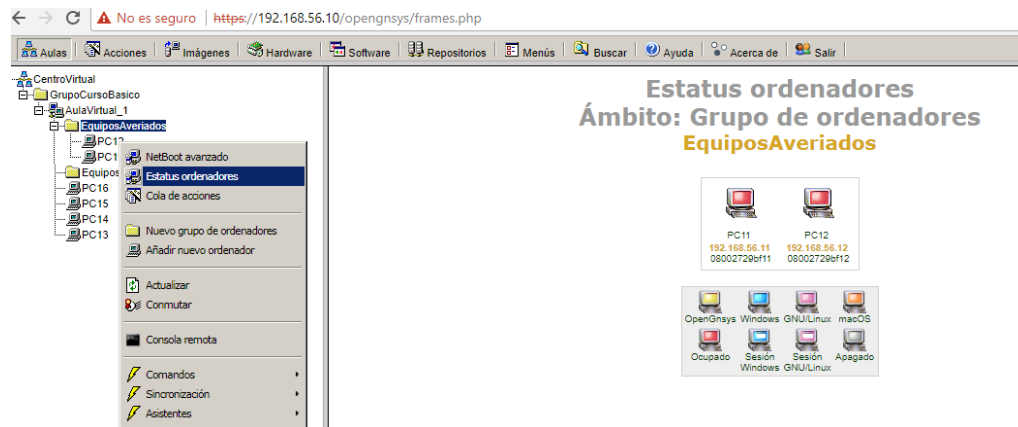 No es seguro | https://192.168.56.10/opengnsys/frames.php
Aulas Acciones Imágenes Hardware Software Repositorios Menús Buscar Ayuda Acerca de Salir
CentroVirtual
GrupoCursoBasico
AulaVirtual_1
EquiposAveriados
PC12
PC1
Equipos
PC16
PC15
PC14
PC13
NetBoot avanzado
Estatus ordenadores
Cola de acciones
Nuevo grupo de ordenadores
Añadir nuevo ordenador
Actualizar
Conmutar
Consola remota
Comandos
Sincronización
Asistentes
Estatus ordenadores
Ámbito: Grupo de ordenadores
EquiposAveriados
PC11 PC12
192.168.56.11 192.168.56.12
08002729bf11 08002729bf12
OpenGnsys Windows GNU/Linux macOS
Ocupado Sesión Sesión Apagado
Windows GNU/Linux